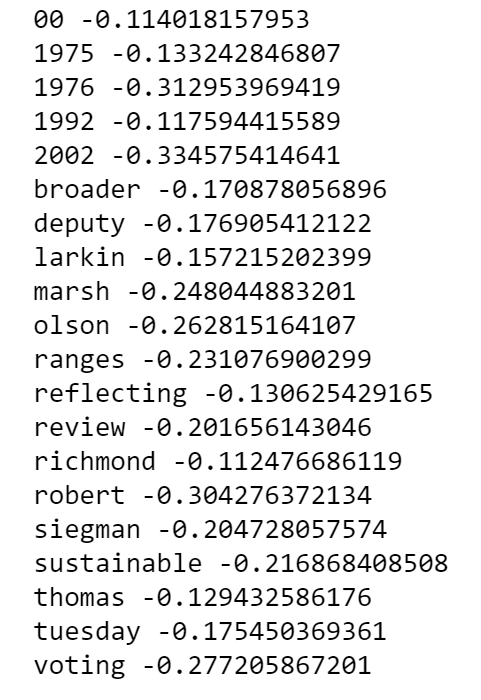 00 -0.114018157953
1975 -0.133242846807
1976 -0.312953969419
1992 -0.117594415589
2002 -0.334575414641
broader -0.170878056896
deputy -0.176905412122
larkin -0.157215202399
marsh -0.248044883201
olson -0.262815164107
ranges -0.231076900299
reflecting -0.130625429165
review -0.201656143046
richmond -0.112476686119
robert -0.304276372134
siegman -0.204728057574
sustainable -0.216868408508
thomas -0.129432586176
tuesday -0.175450369361
voting -0.277205867201